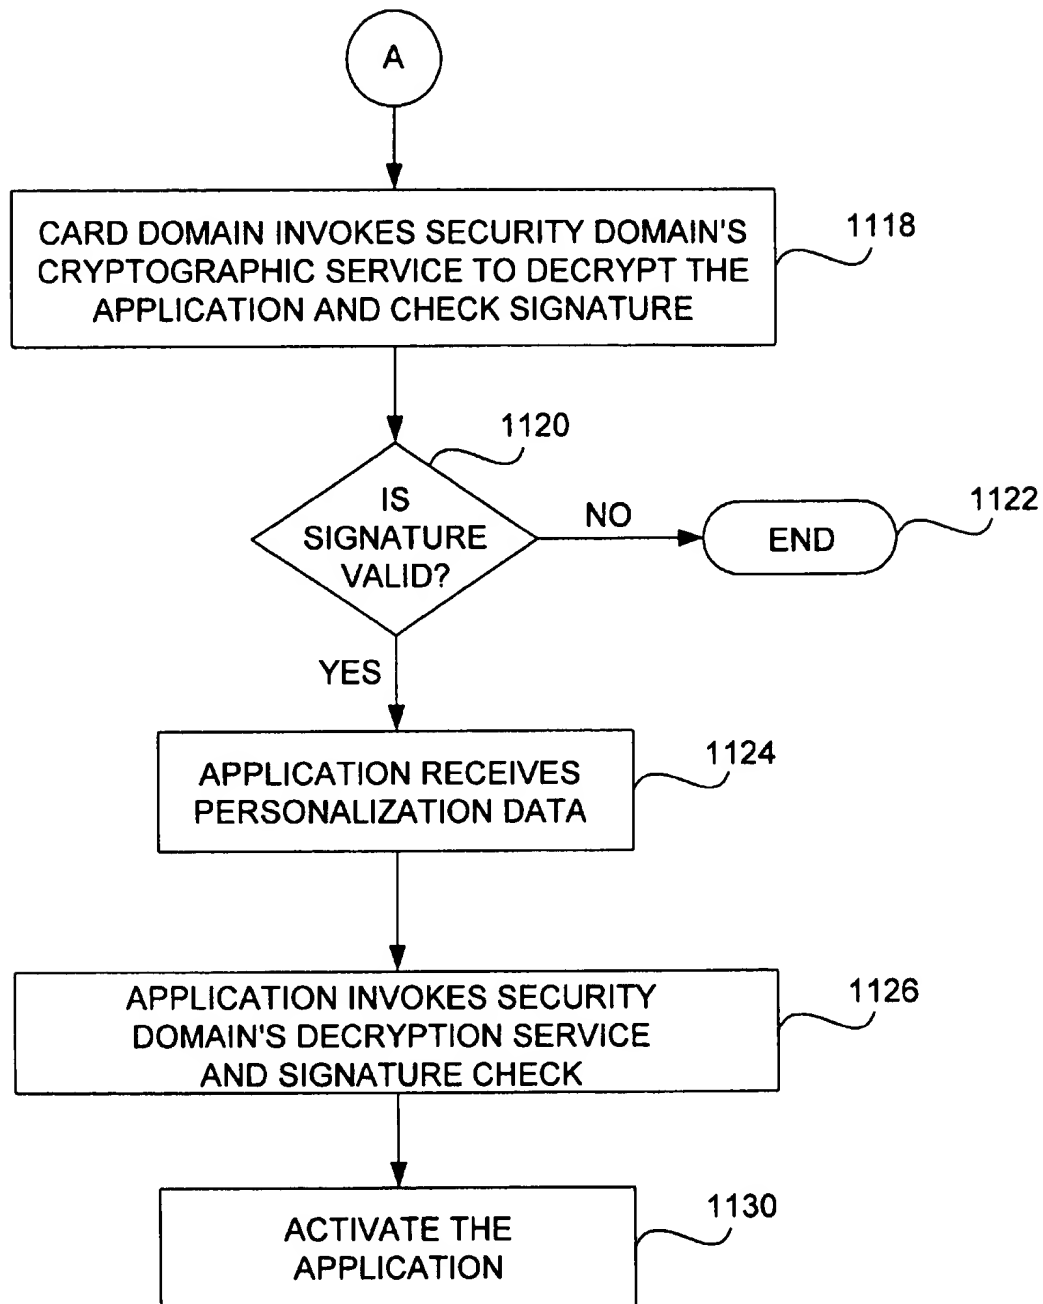 A
CARD DOMAIN INVOKES SECURITY DOMAIN'S
CRYPTOGRAPHIC SERVICE TO DECRYPT THE
APPLICATION AND CHECK SIGNATURE
1118
1120
IS
SIGNATURE
VALID?
NO
END
1122
YES
APPLICATION RECEIVES
PERSONALIZATION DATA
1124
APPLICATION INVOKES SECURITY
DOMAIN'S DECRYPTION SERVICE
AND SIGNATURE CHECK
1126
ACTIVATE THE
APPLICATION
1130